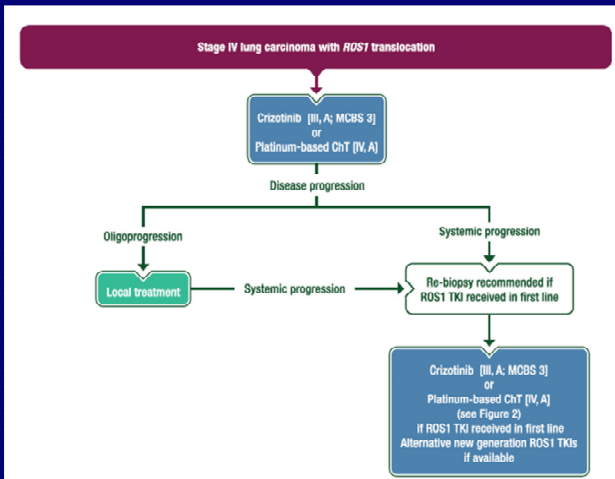 Stage IV lung carcinoma with ROS1 translocation
Crizotinib [III, A; MCBS 3]
or
Platinum-based ChT [IV, A]
Disease progression
Oligoprogression
Systemic progression
Local treatment
Systemic progression
Re-biopsy recommended if
ROS1 TKI received in first line
Crizotinib [III, A; MCBS 3]
or
Platinum-based ChT [IV, A]
(see Figure 2)
if ROS1 TKI received in first line
Alternative new generation ROS1 TKIs
if available